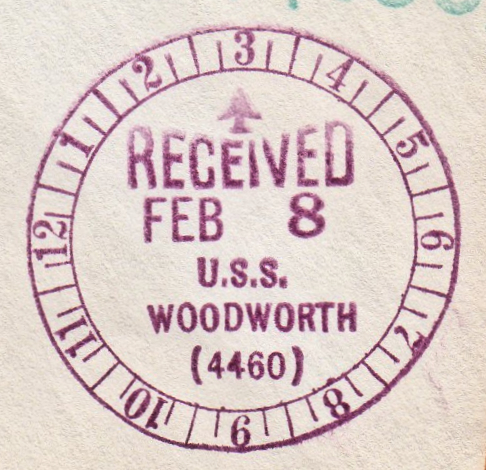 RECEIVED
FEB 8
U.S.S.
WOODWORTH
(4460)
12 1 2 3 4 5 6 7 8 9 10 11